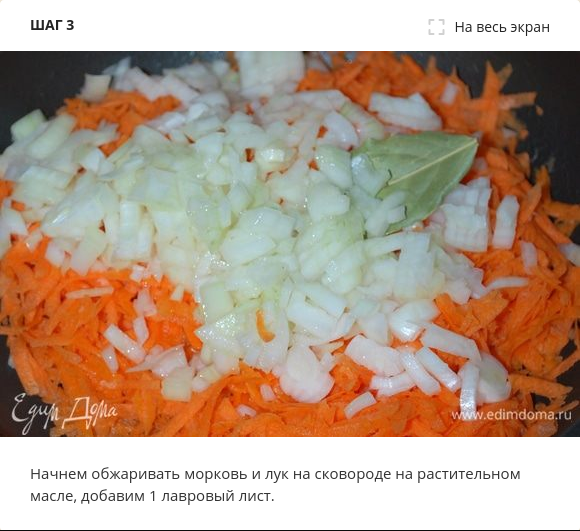 ШАГ 3
На весь экран
Едим Дома
www.edimdoma.ru
Начнем обжаривать морковь и лук на сковороде на растительном
масле, добавим 1 лавровый лист.